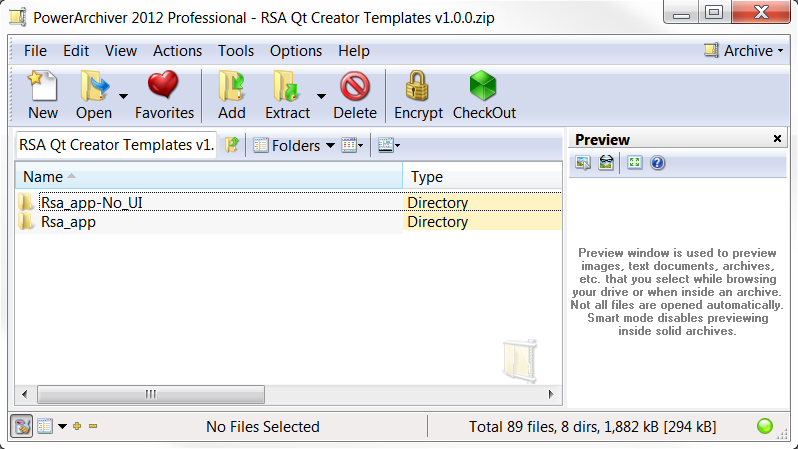 PowerArchiver 2012 Professional - RSA Qt Creator Templates v1.0.0.zip
File Edit View Actions Tools Options Help Archive
New Open Favorites Add Extract Delete Encrypt CheckOut
RSA Qt Creator Templates v1. Folders
Preview
Name Type
Rsa_app-No_UI Directory
Rsa_app Directory
Preview window is used to preview
images, text documents, archives,
etc. that you select while browsing
your drive or when inside an archive.
Not all files are opened automatically.
Smart mode disables previewing
inside solid archives.
No Files Selected
Total 89 files, 8 dirs, 1,882 kB [294 kB]